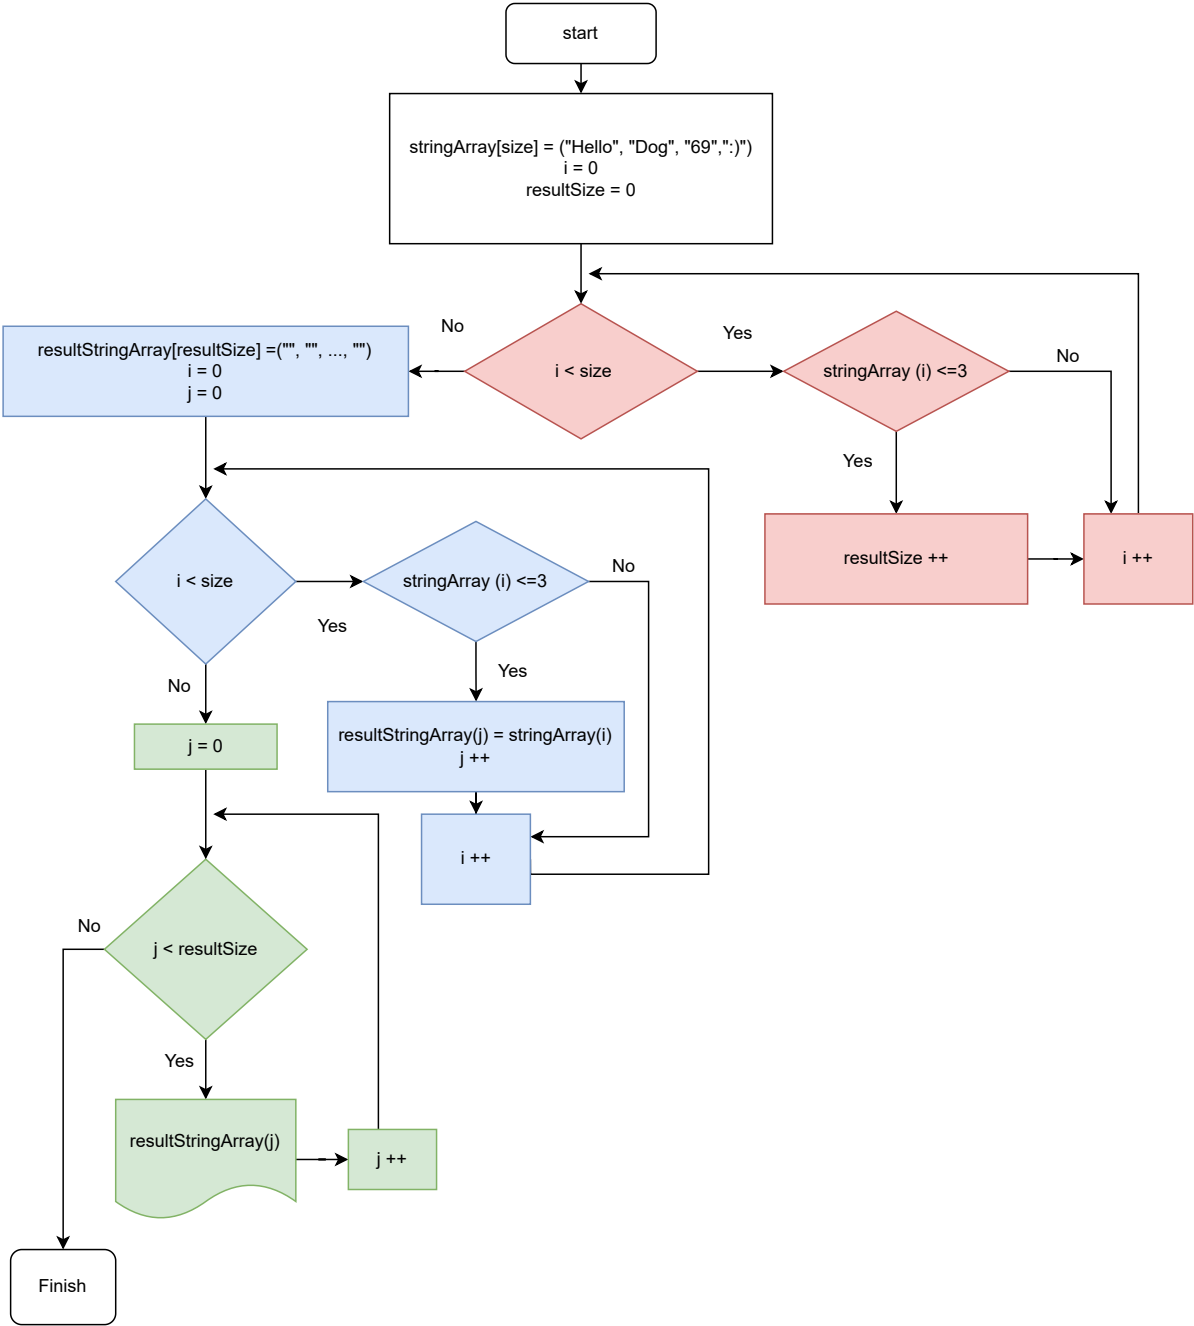 start
stringArray[size] = ("Hello", "Dog", "69",":)")
i = 0
resultSize = 0
i < size
Yes
stringArray (i) <=3
No
Yes
resultSize ++
i ++
No
resultStringArray[resultSize] =("", "", ..., "")
i = 0
j = 0
i < size
Yes
stringArray (i) <=3
No
Yes
resultStringArray(j) = stringArray(i)
j ++
i ++
No
j = 0
j < resultSize
No
Yes
resultStringArray(j)
j ++
Finish